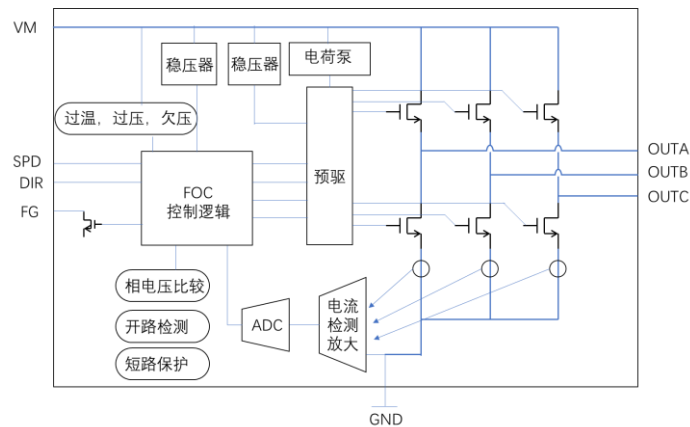 VM
稳压器
稳压器
电荷泵
过温，过压，欠压
SPD
DIR
FG
FOC
控制逻辑
预驱
OUTA
OUTB
OUTC
相电压比较
开路检测
短路保护
ADC
电流
检测
放大
GND